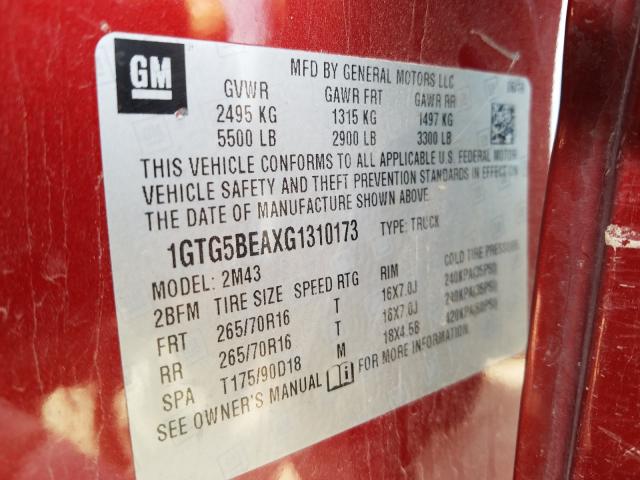 GM
MFD BY GENERAL MOTORS LLC
GVWR GAWR FRT GAWR RR
2495 KG 1315 KG 1497 KG
5500 LB 2900 LB 3300 LB
THIS VEHICLE CONFORMS TO ALL APPLICABLE U.S. FEDERAL MOTOR
VEHICLE SAFETY AND THEFT PREVENTION STANDARDS IN EFFECT ON
THE DATE OF MANUFACTURE SHOWN ABOVE.
1GTG5BEAXG1310173 TYPE: TRUCK
MODEL: 2M43
2BFM TIRE SIZE SPEED RTG RIM COLD TIRE PRESSURE
FRT 265/70R16 T 16X7.0J 240KPA(35PSI)
RR 265/70R16 T 16X7.0J 240KPA(35PSI)
SPA T175/90D18 M 18X4.5B 420KPA(60PSI)
SEE OWNER'S MANUAL FOR MORE INFORMATION.